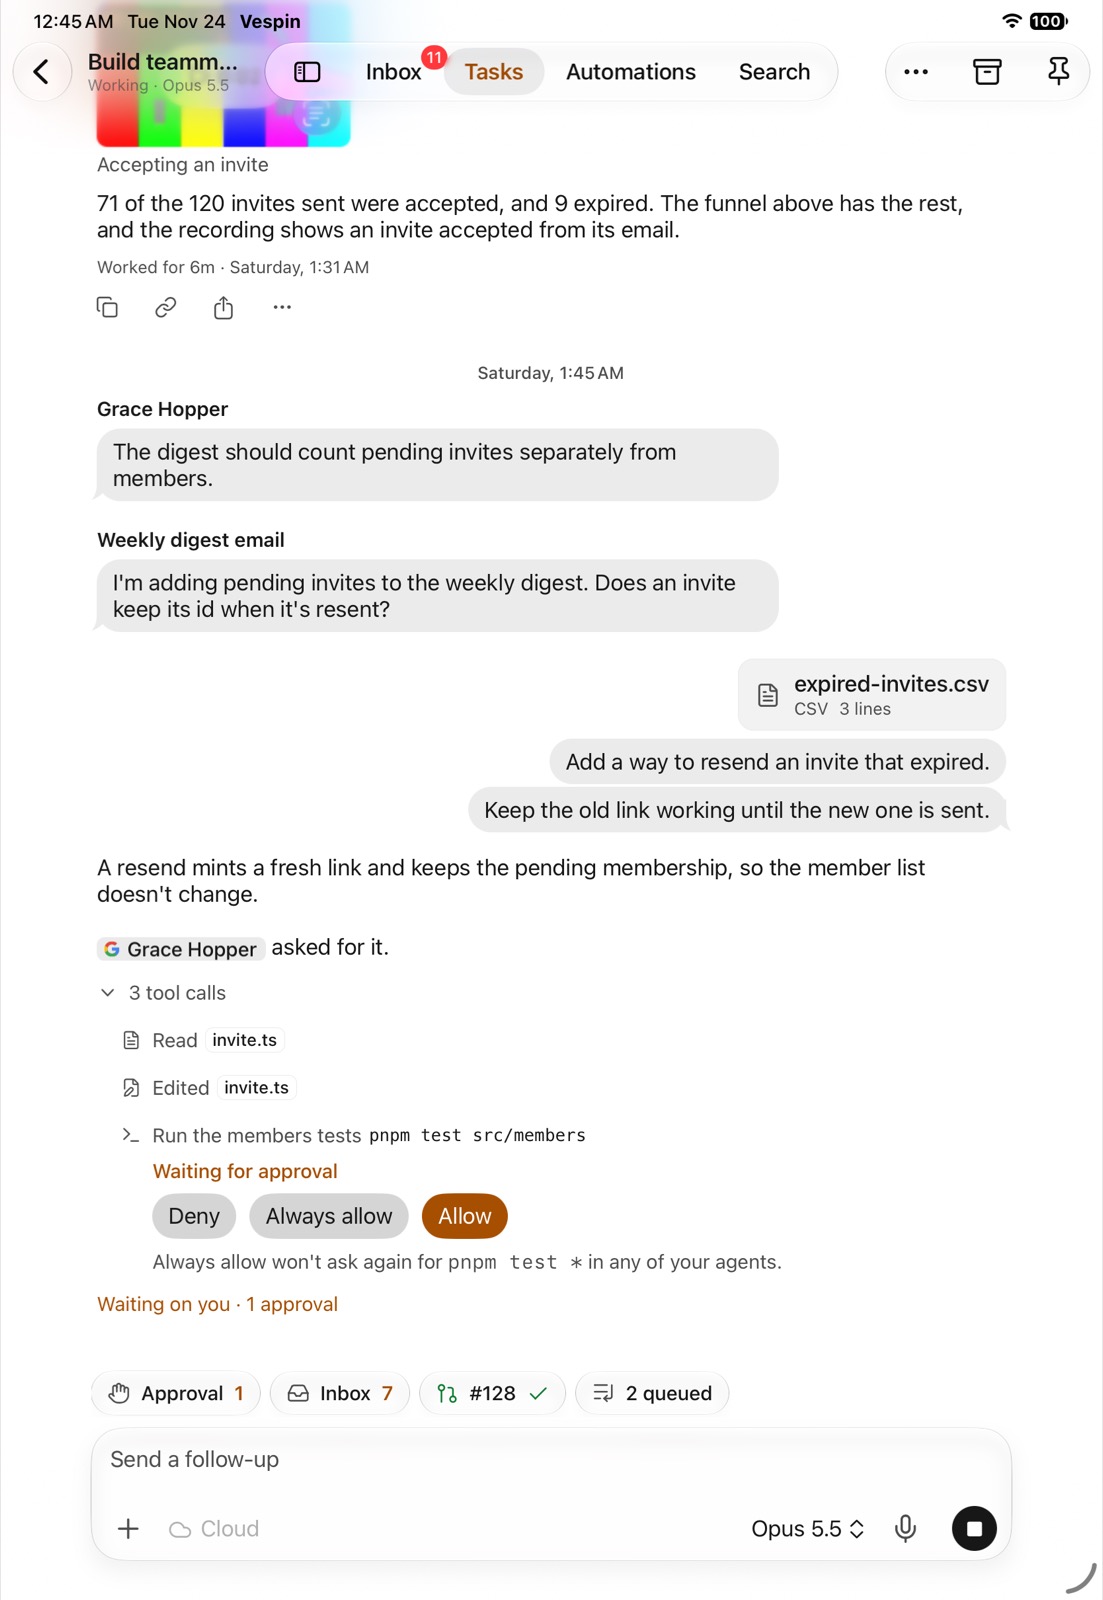 12:45 AM Tue Nov 24 Vespin
100
Build teamm...
Working · Opus 5.5
Inbox
11
Tasks
Automations
Search
Accepting an invite
71 of the 120 invites sent were accepted, and 9 expired. The funnel above has the rest,
and the recording shows an invite accepted from its email.
Worked for 6m · Saturday, 1:31 AM
Saturday, 1:45 AM
Grace Hopper
The digest should count pending invites separately from
members.
Weekly digest email
I'm adding pending invites to the weekly digest. Does an invite
keep its id when it's resent?
expired-invites.csv
CSV 3 lines
Add a way to resend an invite that expired.
Keep the old link working until the new one is sent.
A resend mints a fresh link and keeps the pending membership, so the member list
doesn't change.
Grace Hopper asked for it.
3 tool calls
Read invite.ts
Edited invite.ts
Run the members tests pnpm test src/members
Waiting for approval
Deny
Always allow
Allow
Always allow won't ask again for pnpm test * in any of your agents.
Waiting on you · 1 approval
Approval 1
Inbox 7
#128
2 queued
Send a follow-up
Cloud
Opus 5.5